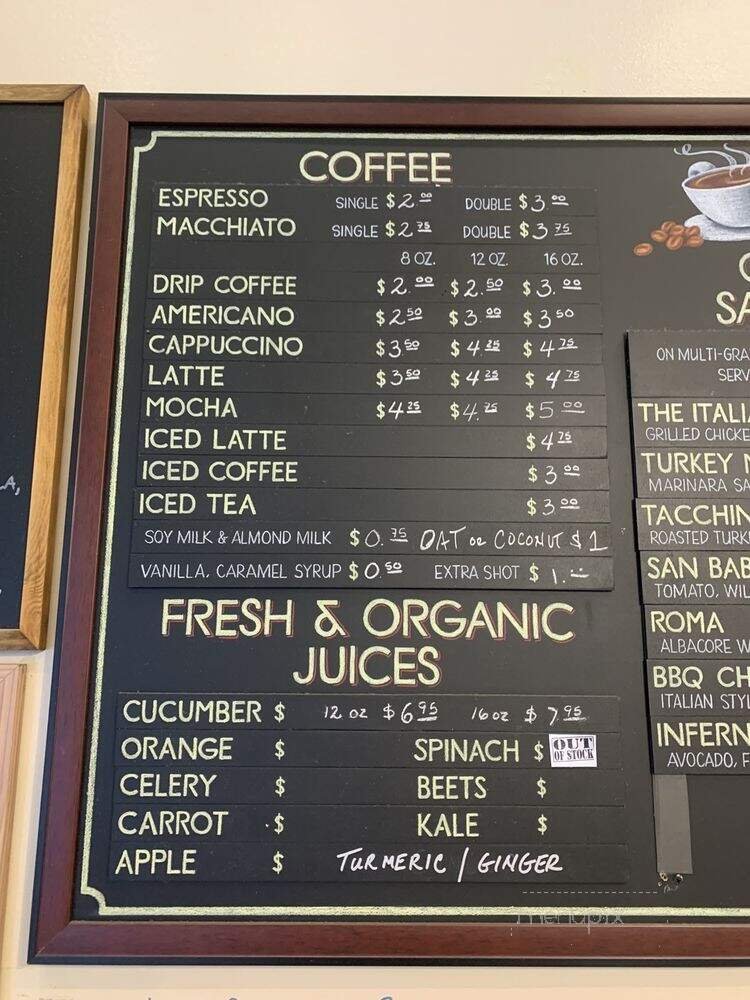 COFFEE
ESPRESSO SINGLE $2.00 DOUBLE $3.00
MACCHIATO SINGLE $2.75 DOUBLE $3.75
8 OZ. 12 OZ. 16 OZ.
DRIP COFFEE $2.00 $2.50 $3.00
AMERICANO $2.50 $3.00 $3.50
CAPPUCCINO $3.50 $4.25 $4.75
LATTE $3.50 $4.25 $4.75
MOCHA $4.25 $4.75 $5.00
ICED LATTE $4.75
ICED COFFEE $3.00
ICED TEA $3.00
SOY MILK & ALMOND MILK $0.75 OAT or COCONUT $1
VANILLA, CARAMEL SYRUP $0.50 EXTRA SHOT $1.--
FRESH & ORGANIC
JUICES
CUCUMBER $ 12 oz $6.95 16 oz $7.95
ORANGE $ SPINACH $ OUT OF STOCK
CELERY $ BEETS $
CARROT $ KALE $
APPLE $ TURMERIC / GINGER
SA
ON MULTI-GRA
SERV
THE ITALI
GRILLED CHICKE
TURKEY
MARINARA SA
TACCHIN
ROASTED TURK
SAN BAB
TOMATO, WIL
ROMA
ALBACORE W
BBQ CH
ITALIAN STYL
INFERN
AVOCADO, F
menupix